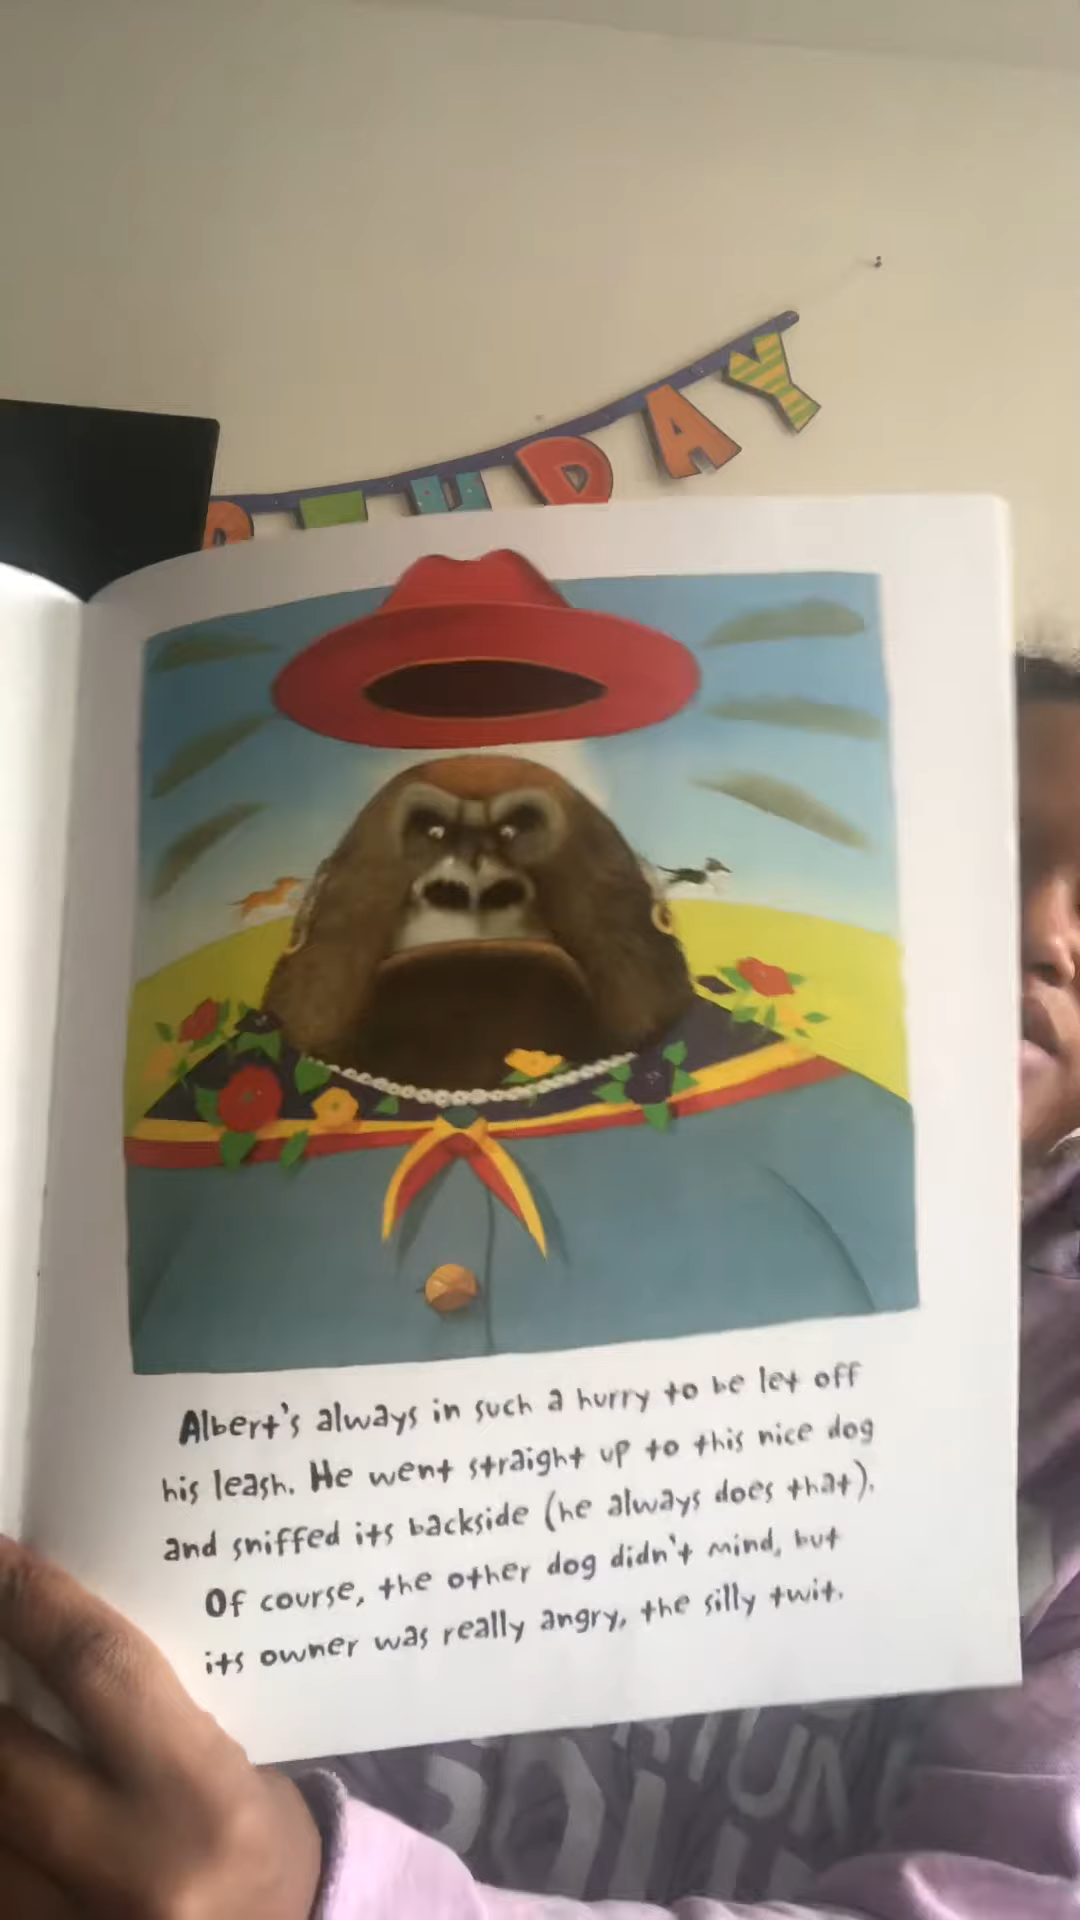 DAY
Albert's always in such a hurry to be let off
his leash. He went straight up to this nice dog
and sniffed its backside (he always does that).
Of course, the other dog didn't mind, but
its owner was really angry, the silly twit.